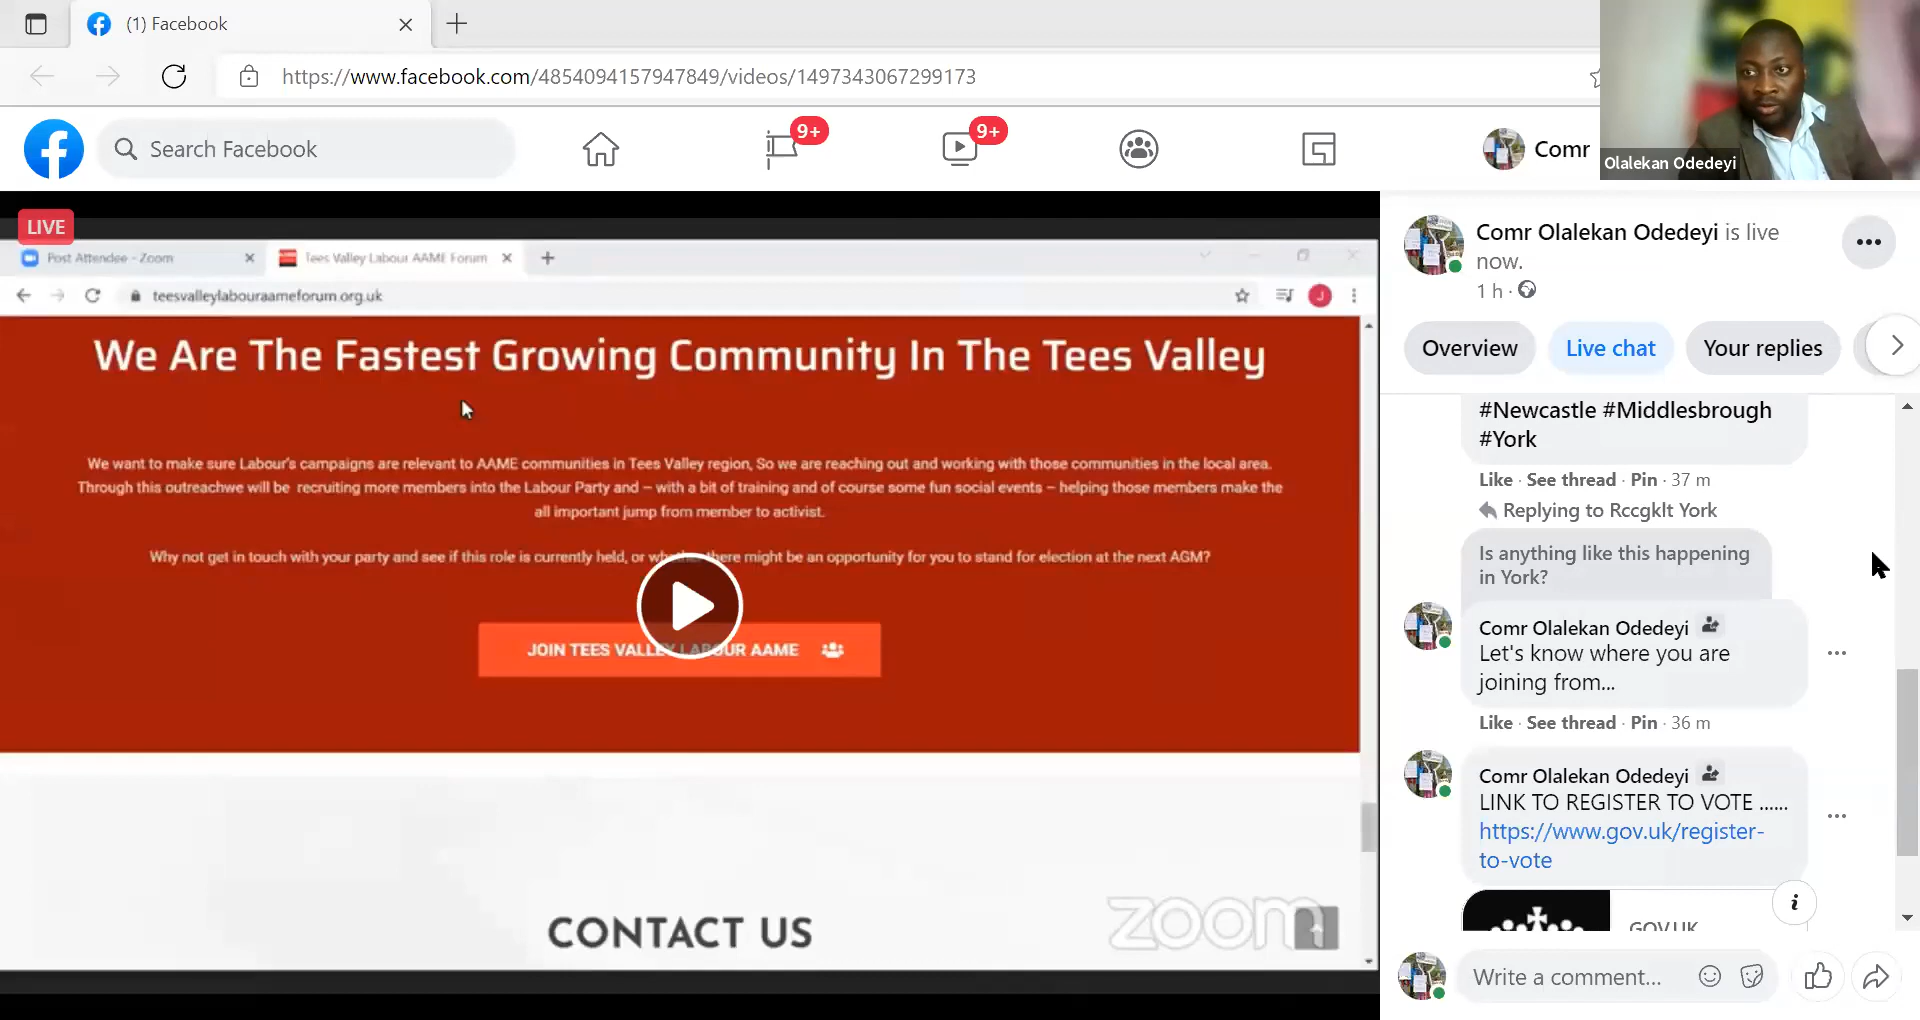 (1) Facebook
https://www.facebook.com/4854094157947849/videos/1497343067299173
Search Facebook
9+
9+
Comr
Olalekan Odedeyi
LIVE
Post Attendee - Zoom
Tees Valley Labour AAME Forum
teesvalleylabouraameforum.org.uk
J
We Are The Fastest Growing Community In The Tees Valley
We want to make sure Labour's campaigns are relevant to AAME communities in Tees Valley region, So we are reaching out and working with those communities in the local area.
Through this outreachwe will be recruiting more members into the Labour Party and – with a bit of training and of course some fun social events – helping those members make the
all important jump from member to activist.
Why not get in touch with your party and see if this role is currently held, or whether there might be an opportunity for you to stand for election at the next AGM?
JOIN TEES VALLEY LABOUR AAME
CONTACT US
zoom
Comr Olalekan Odedeyi is live
now.
1 h ·
Overview
Live chat
Your replies
#Newcastle #Middlesbrough
#York
Like · See thread · Pin · 37 m
Replying to Rccgklt York
Is anything like this happening
in York?
Comr Olalekan Odedeyi
Let's know where you are
joining from...
Like · See thread · Pin · 36 m
Comr Olalekan Odedeyi
LINK TO REGISTER TO VOTE ......
https://www.gov.uk/register-
to-vote
GOV.UK
Write a comment...